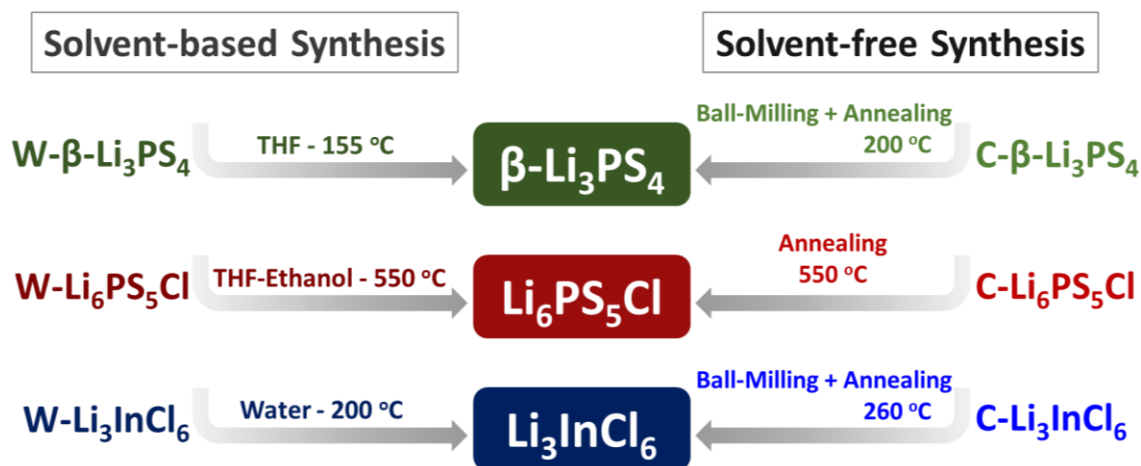 Solvent-based Synthesis
Solvent-free Synthesis
W-β-Li₃PS₄
THF - 155 °C
β-Li₃PS₄
Ball-Milling + Annealing
200 °C
C-β-Li₃PS₄
W-Li₆PS₅Cl
THF-Ethanol - 550 °C
Li₆PS₅Cl
Annealing
550 °C
C-Li₆PS₅Cl
W-Li₃InCl₆
Water - 200 °C
Li₃InCl₆
Ball-Milling + Annealing
260 °C
C-Li₃InCl₆